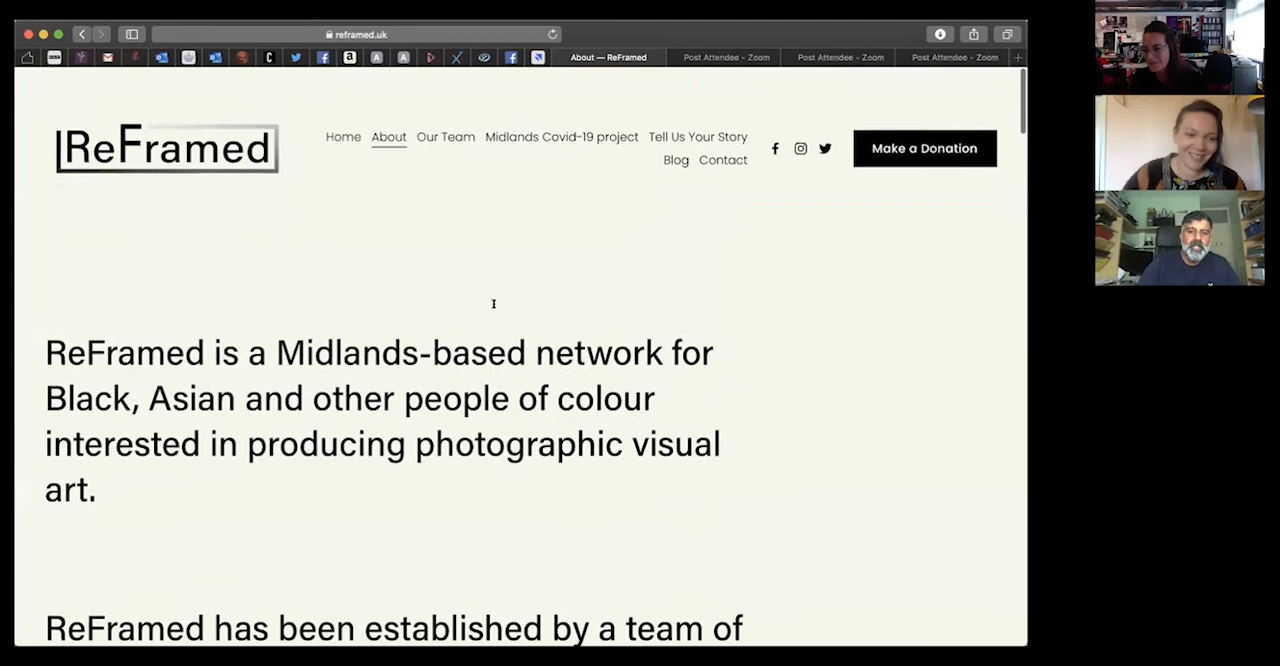 reframed.uk
About — ReFramed
Post Attendee - Zoom
Post Attendee - Zoom
Post Attendee - Zoom
ReFramed
Home About Our Team Midlands Covid-19 project Tell Us Your Story
Blog Contact
Make a Donation
ReFramed is a Midlands-based network for
Black, Asian and other people of colour
interested in producing photographic visual
art.
ReFramed has been established by a team of